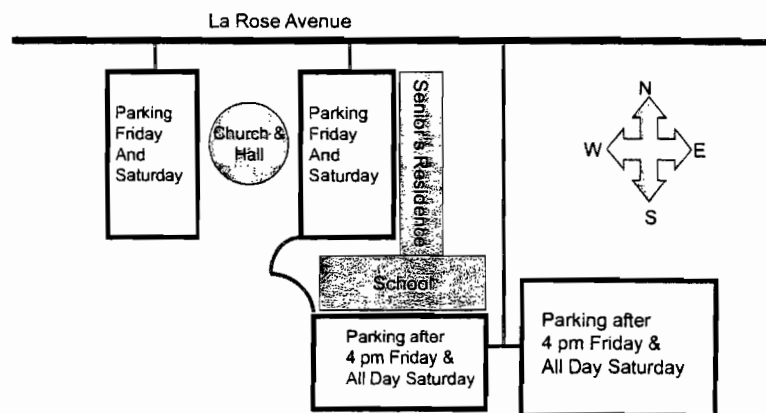 La Rose Avenue
Parking
Friday
And
Saturday
Church &
Hall
Parking
Friday
And
Saturday
Senior's Residence
N
W
E
S
School
Parking after
4 pm Friday &
All Day Saturday
Parking after
4 pm Friday &
All Day Saturday